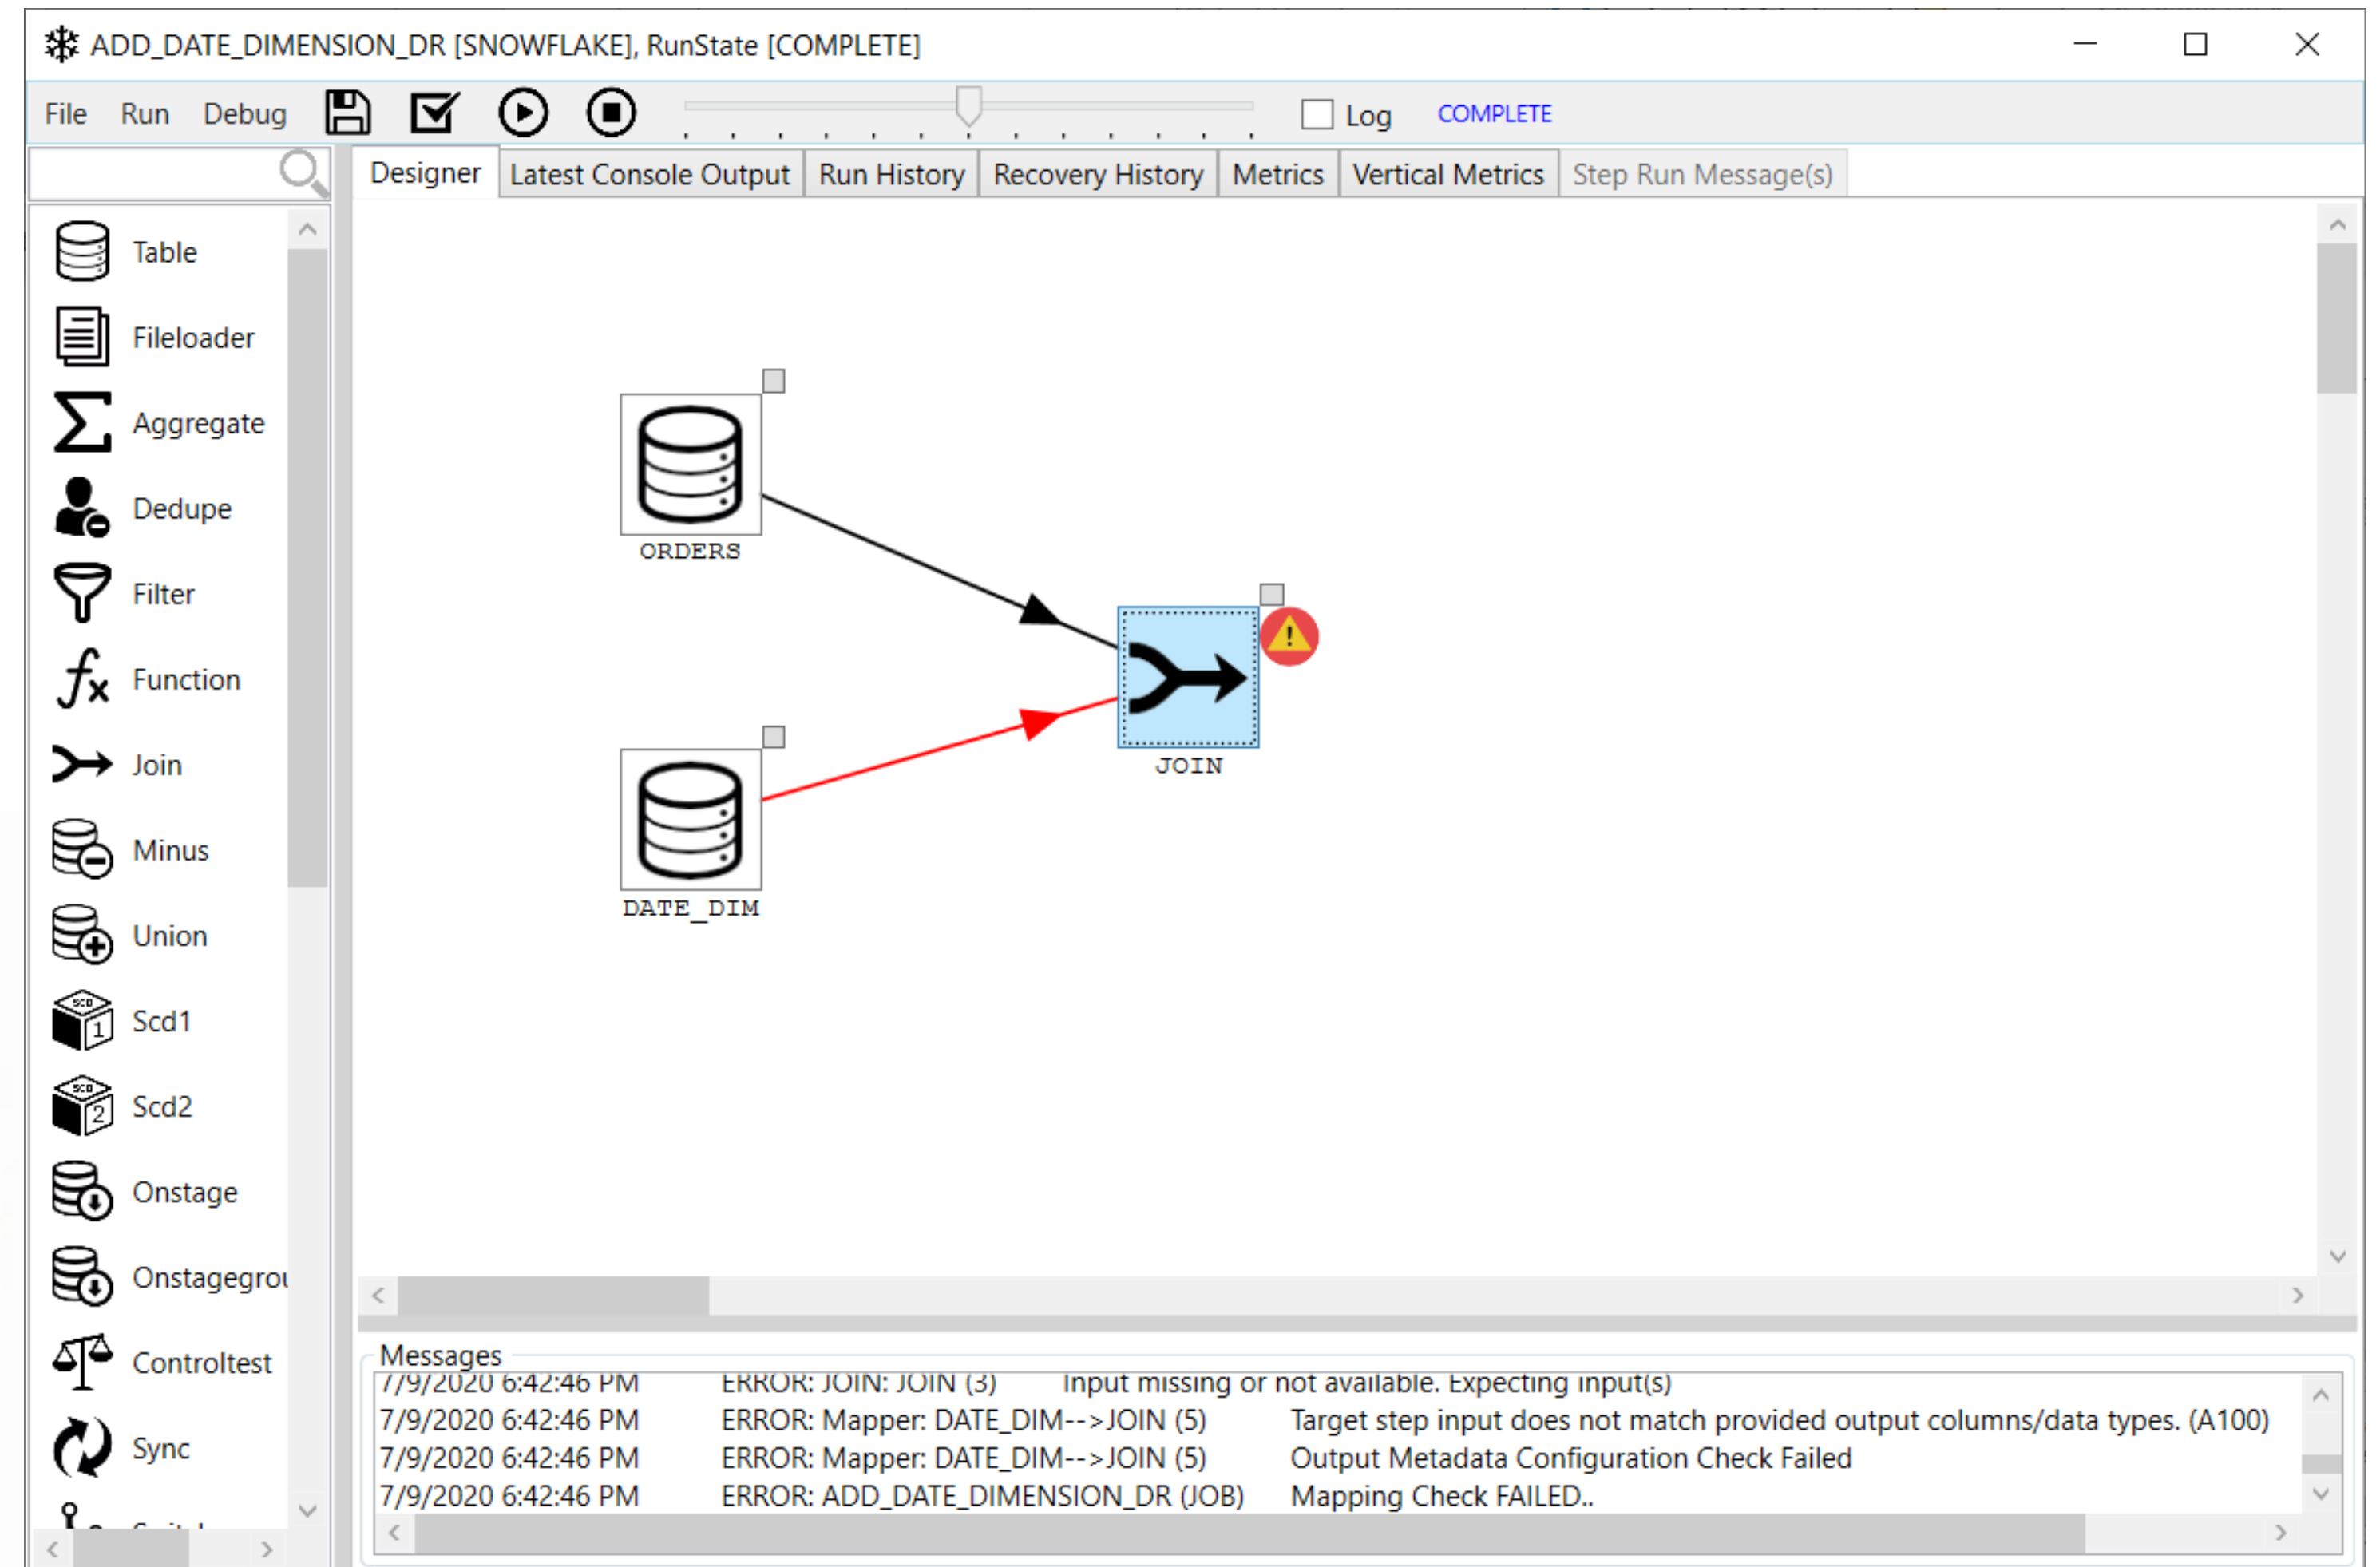 ADD_DATE_DIMENSION_DR [SNOWFLAKE], RunState [COMPLETE]
File Run Debug Log COMPLETE
Designer Latest Console Output Run History Recovery History Metrics Vertical Metrics Step Run Message(s)
Table
Fileloader
Aggregate
Dedupe
Filter
Function
Join
Minus
Union
SCD 1 Scd1
SCD 2 Scd2
Onstage
Onstagegrou
Controltest
Sync
ORDERS
JOIN
DATE_DIM
Messages
7/9/2020 6:42:46 PM ERROR: JOIN: JOIN (3) Input missing or not available. Expecting input(s)
7/9/2020 6:42:46 PM ERROR: Mapper: DATE_DIM-->JOIN (5) Target step input does not match provided output columns/data types. (A100)
7/9/2020 6:42:46 PM ERROR: Mapper: DATE_DIM-->JOIN (5) Output Metadata Configuration Check Failed
7/9/2020 6:42:46 PM ERROR: ADD_DATE_DIMENSION_DR (JOB) Mapping Check FAILED..